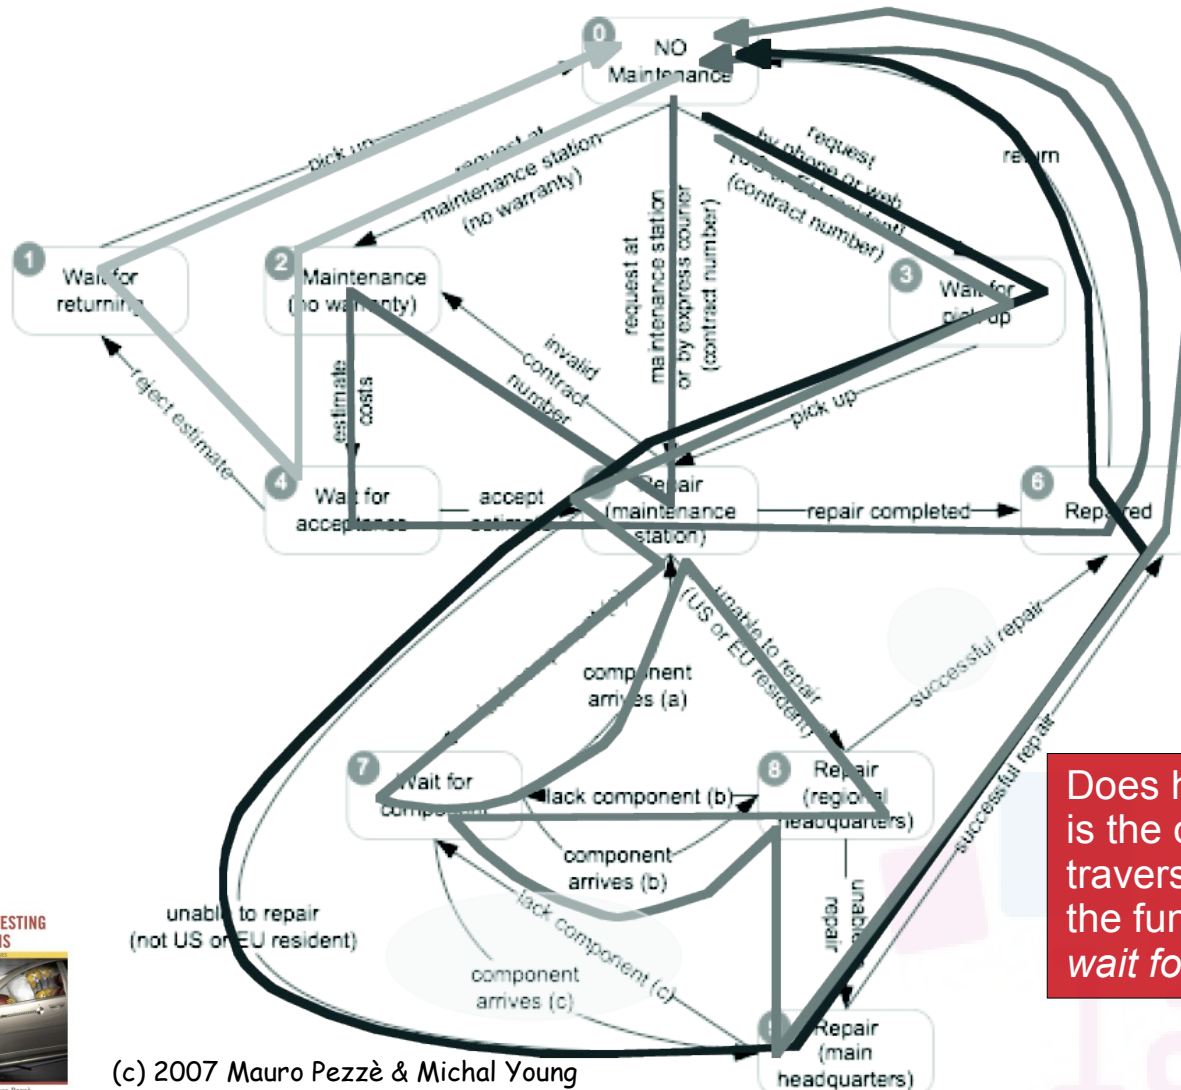 0
NO
Maintenance
pick up
request at
maintenance station
(no warranty)
request at
maintenance station
or by express courier
(contract number)
request
by phone or web
(contract number)
return
1
Wait for
returning
2
Maintenance
(no warranty)
3
Wait for
pick up
reject estimate
estimate
costs
invalid
contract
number
pick up
4
Wait for
acceptance
accept
estimate
Repair
(maintenance
station)
repair completed
6
Repaired
component
arrives (a)
unable to repair
(US or EU resident)
successful repair
7
Wait for
component
lack component (b)
8
Repair
(regional
headquarters)
successful repair
component
arrives (b)
lack component (c)
unable
repair
unable to repair
(not US or EU resident)
component
arrives (c)
Repair
(main
headquarters)
Does
is the
the
wait
ESTING
(c) 2007 Mauro Pezzè & Michal Young